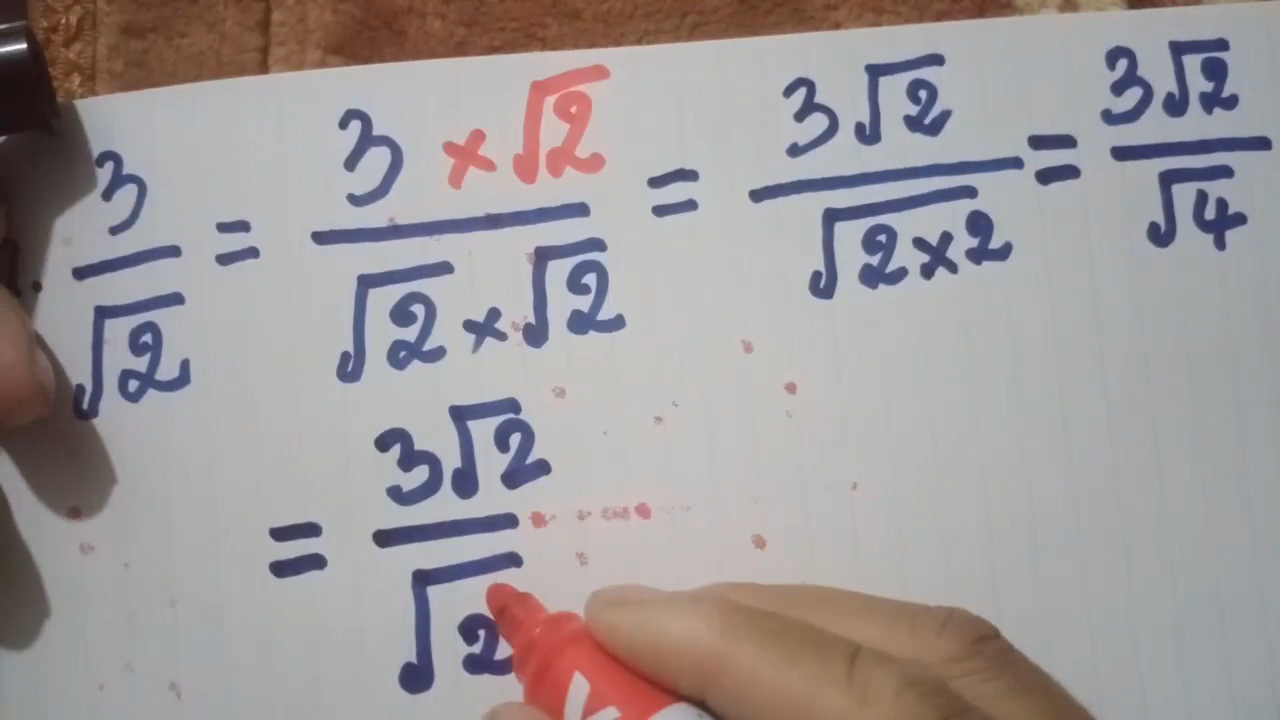 3/√2 = (3 ×√2)/(√2×√2) = 3√2/√(2×2) = 3√2/√4
= 3√2/√2